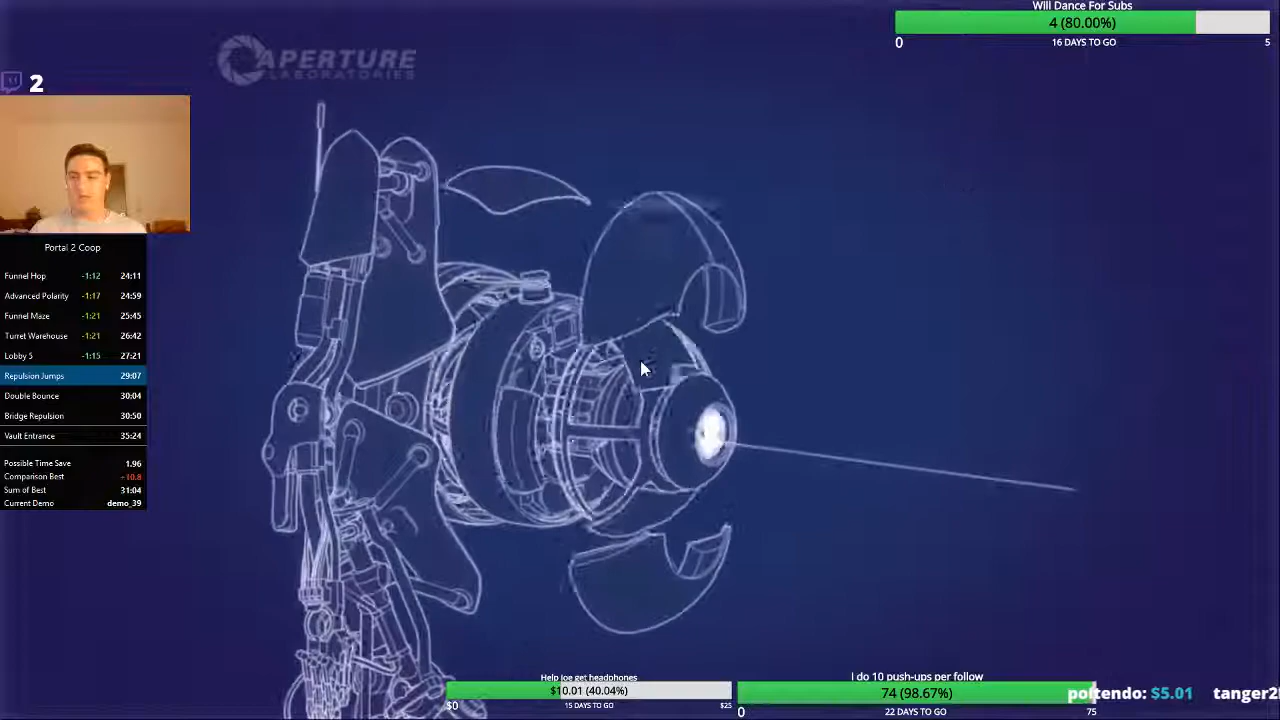 Will Dance For Subs
4 (80.00%)
0 16 DAYS TO GO 5
APERTURE
LABORATORIES
2
Portal 2 Coop
Funnel Hop -1:12 24:11
Advanced Polarity -1:17 24:59
Funnel Maze -1:21 25:45
Turret Warehouse -1:21 26:42
Lobby 5 -1:15 27:21
Repulsion Jumps 29:07
Double Bounce 30:04
Bridge Repulsion 30:50
Vault Entrance 35:24
Possible Time Save 1.96
Comparison Best +10.8
Sum of Best 31:04
Current Demo demo_39
Help Joe get headphones
$10.01 (40.04%)
$0 15 DAYS TO GO $25
I do 10 push-ups per follow
74 (98.67%)
0 22 DAYS TO GO 75
$5.01